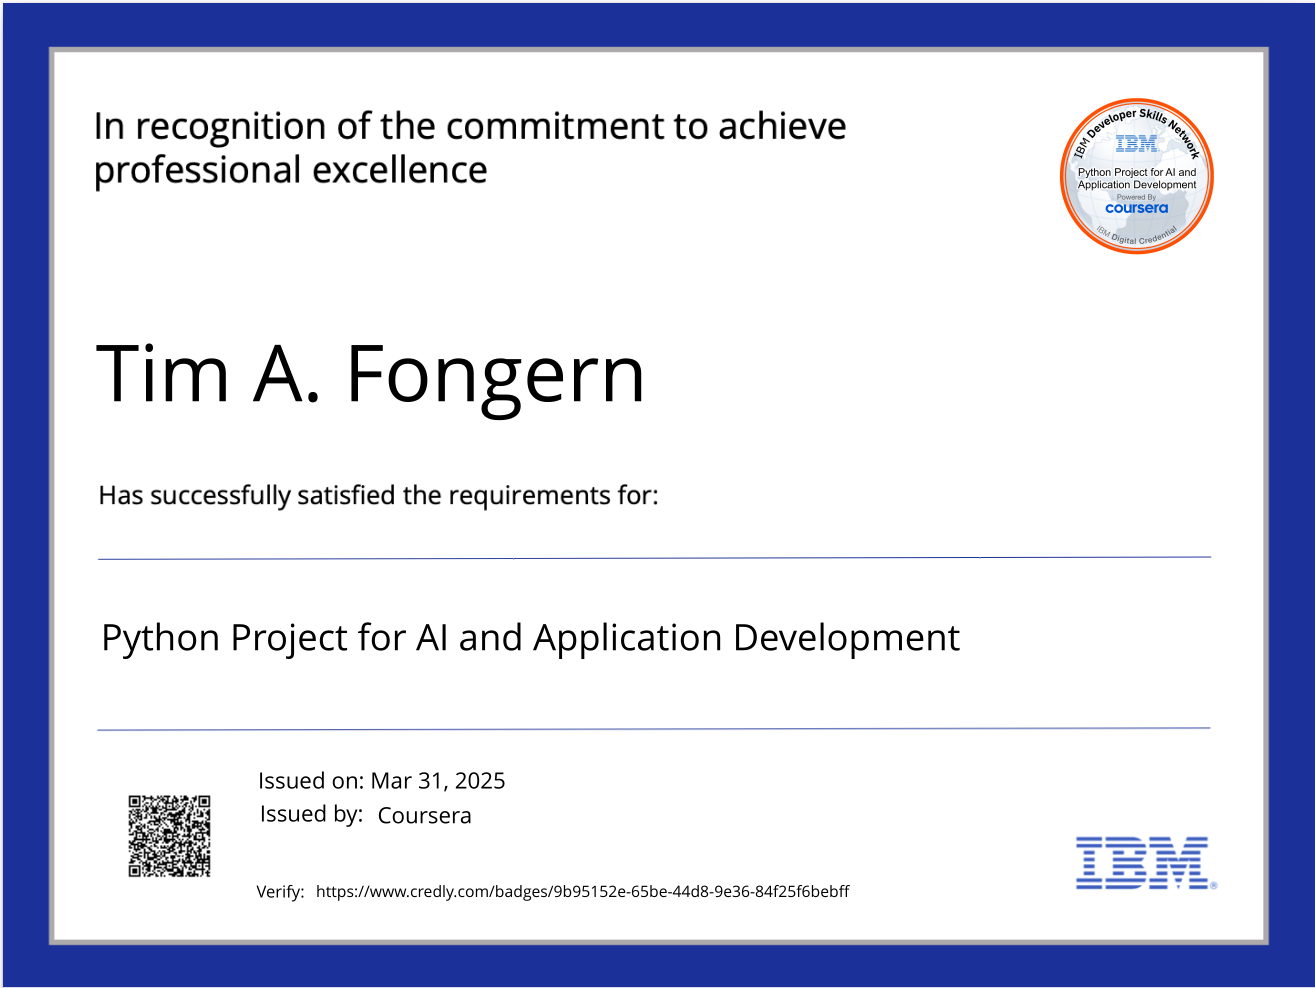 In recognition of the commitment to achieve
professional excellence
IBM Developer Skills Network
IBM
Python Project for AI and
Application Development
Powered By
coursera
IBM Digital Credential
Tim A. Fongern
Has successfully satisfied the requirements for:
Python Project for AI and Application Development
Issued on: Mar 31, 2025
Issued by: Coursera
Verify: https://www.credly.com/badges/9b95152e-65be-44d8-9e36-84f25f6bebff
IBM®